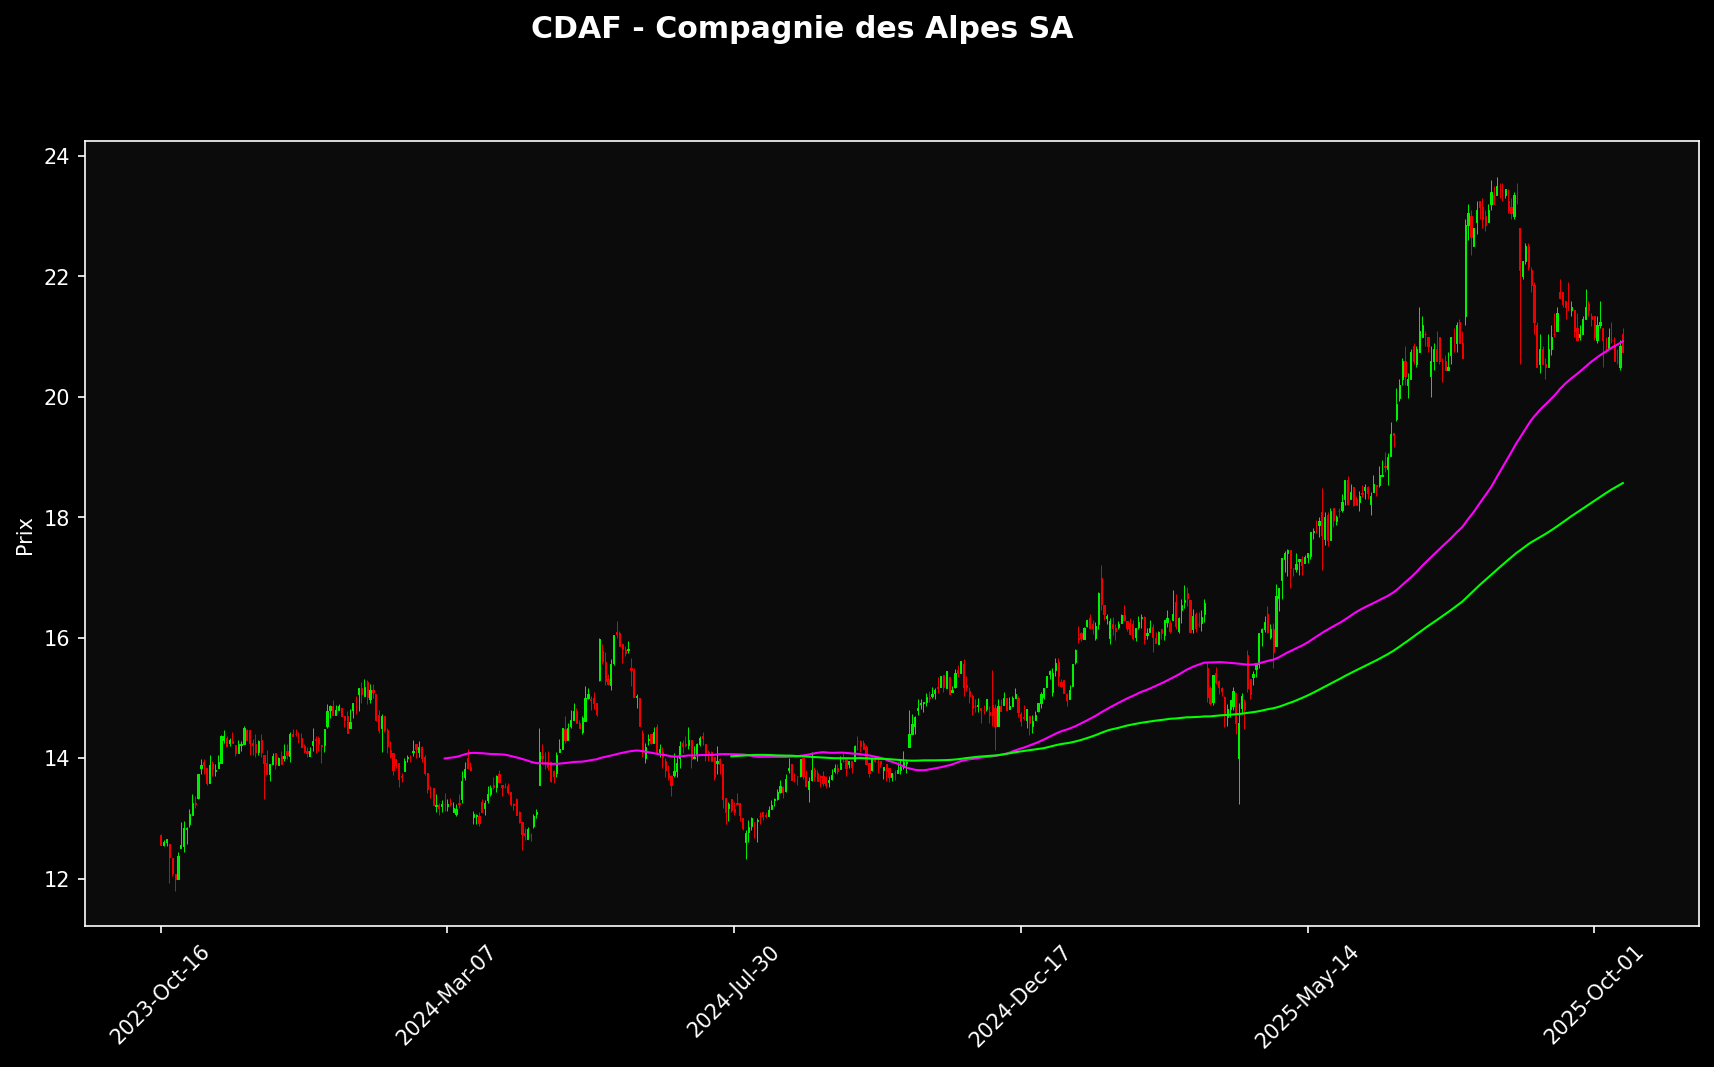 CDAF - Compagnie des Alpes SA
Prix
24
22
20
18
16
14
12
2023-Oct-16
2024-Mar-07
2024-Jul-30
2024-Dec-17
2025-May-14
2025-Oct-01